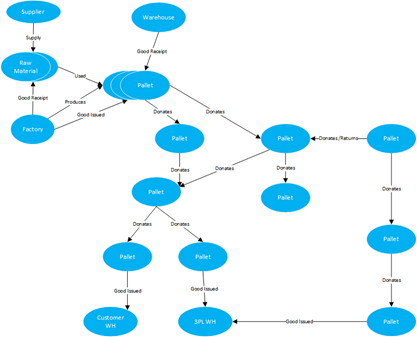 Supplier
Warehouse
Supply
Good Receipt
Raw
Material
Used
Pallet
Good Receipt
Produces
Good Issued
Donates
Donates
Factory
Pallet
Pallet
Donates/Returns
Pallet
Donates
Donates
Donates
Pallet
Pallet
Donates
Donates
Donates
Pallet
Pallet
Pallet
Donates
Good Issued
Good Issued
Customer
WH
3PL WH
Good Issued
Pallet